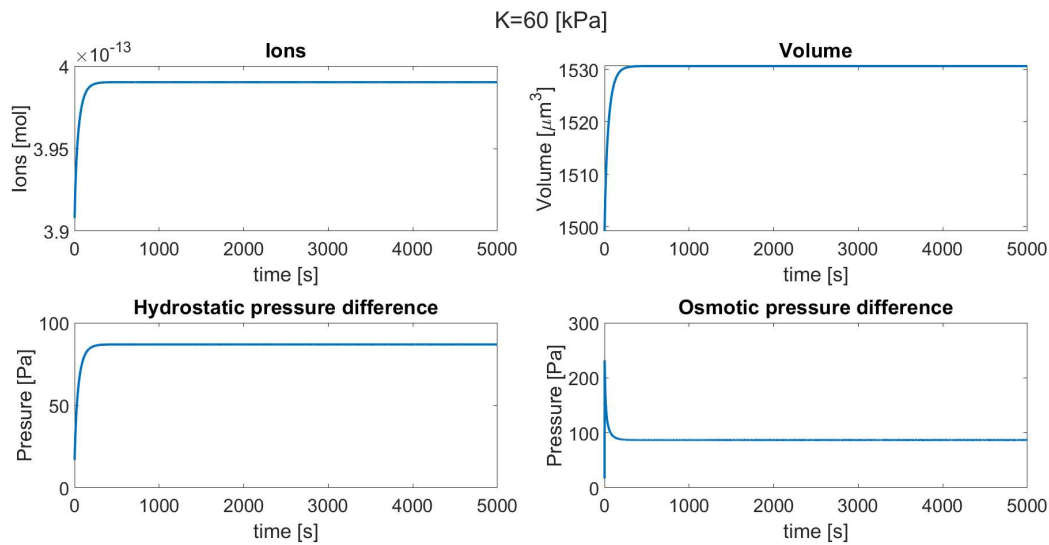 K=60 [kPa]
Ions
×10⁻¹³
4
3.95
3.9
Ions [mol]
0 1000 2000 3000 4000 5000
time [s]
Volume
1530
1520
1510
1500
Volume [μm³]
0 1000 2000 3000 4000 5000
time [s]
Hydrostatic pressure difference
100
50
0
Presure [Pa]
0 1000 2000 3000 4000 5000
time [s]
Osmotic pressure difference
300
200
100
0
Pressure [Pa]
0 1000 2000 3000 4000 5000
time [s]